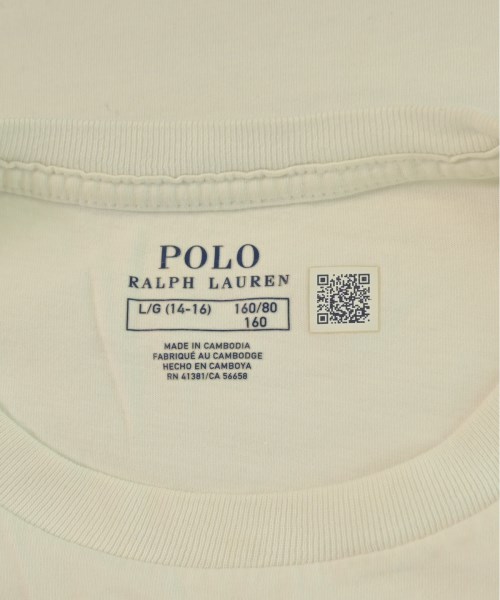 POLO
RALPH LAUREN
L/G (14-16) 160/80
160
MADE IN CAMBODIA
FABRIQUÉ AU CAMBODGE
HECHO EN CAMBOYA
RN 41381/CA 56658